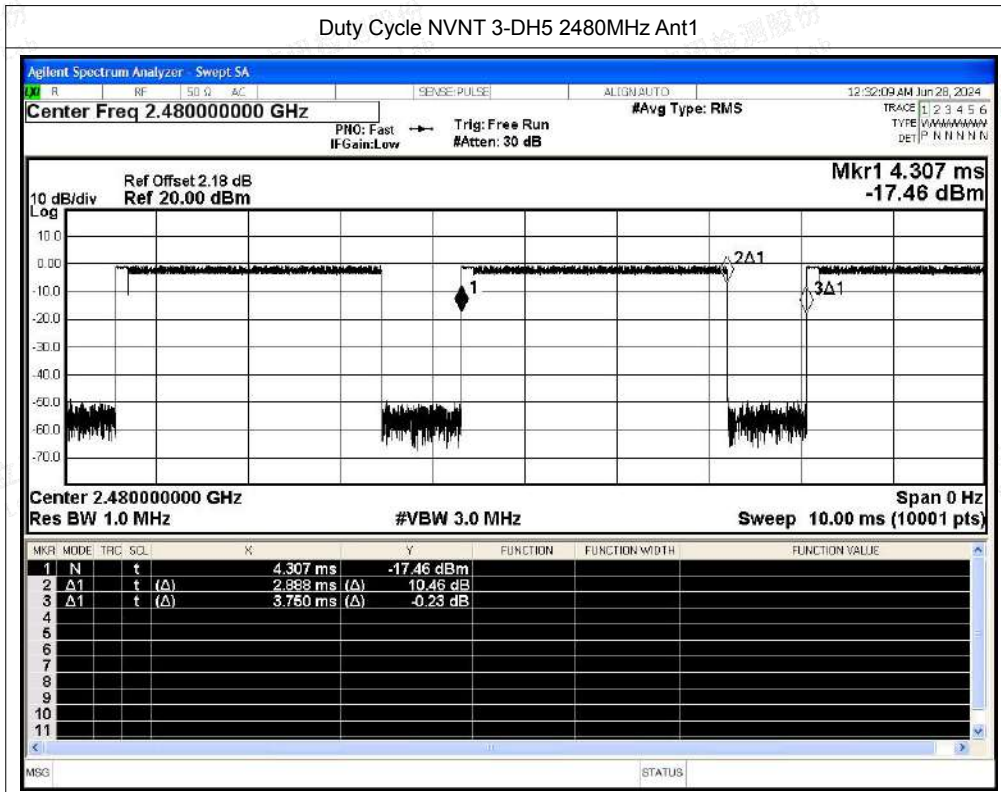 Duty Cycle NVNT 3-DH5 2480MHz Ant1
Agilent Spectrum Analyzer - Swept SA
R RF 50 Ω AC SENSE:PULSE ALIGN AUTO 12:32:09 AM Jun 28, 2024
Center Freq 2.480000000 GHz #Avg Type: RMS TRACE 1 2 3 4 5 6
PNO: Fast Trig: Free Run TYPE
IFGain:Low #Atten: 30 dB DET P N N N N N
Mkr1 4.307 ms
Ref Offset 2.18 dB
10 dB/div Ref 20.00 dBm -17.46 dBm
Log
10.0
0.00
2Δ1
-10.0
1
3Δ1
-20.0
-30.0
-40.0
-50.0
-60.0
-70.0
Center 2.480000000 GHz Span 0 Hz
Res BW 1.0 MHz #VBW 3.0 MHz Sweep 10.00 ms (10001 pts)
MKR MODE TRC SCL X Y FUNCTION FUNCTION WIDTH FUNCTION VALUE
1 N t 4.307 ms -17.46 dBm
2 Δ1 t (Δ) 2.888 ms (Δ) 10.46 dB
3 Δ1 t (Δ) 3.750 ms (Δ) -0.23 dB
4
5
6
7
8
9
10
11
MSG STATUS